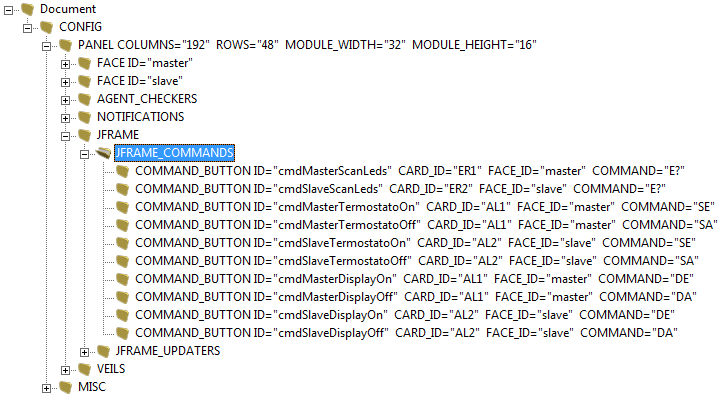 Document
CONFIG
PANEL COLUMNS="192" ROWS="48" MODULE_WIDTH="32" MODULE_HEIGHT="16"
FACE ID="master"
FACE ID="slave"
AGENT_CHECKERS
NOTIFICATIONS
JFRAME
JFRAME_COMMANDS
COMMAND_BUTTON ID="cmdMasterScanLeds" CARD_ID="ER1" FACE_ID="master" COMMAND="E?"
COMMAND_BUTTON ID="cmdSlaveScanLeds" CARD_ID="ER2" FACE_ID="slave" COMMAND="E?"
COMMAND_BUTTON ID="cmdMasterTermostatoOn" CARD_ID="AL1" FACE_ID="master" COMMAND="SE"
COMMAND_BUTTON ID="cmdMasterTermostatoOff" CARD_ID="AL1" FACE_ID="master" COMMAND="SA"
COMMAND_BUTTON ID="cmdSlaveTermostatoOn" CARD_ID="AL2" FACE_ID="slave" COMMAND="SE"
COMMAND_BUTTON ID="cmdSlaveTermostatoOff" CARD_ID="AL2" FACE_ID="slave" COMMAND="SA"
COMMAND_BUTTON ID="cmdMasterDisplayOn" CARD_ID="AL1" FACE_ID="master" COMMAND="DE"
COMMAND_BUTTON ID="cmdMasterDisplayOff" CARD_ID="AL1" FACE_ID="master" COMMAND="DA"
COMMAND_BUTTON ID="cmdSlaveDisplayOn" CARD_ID="AL2" FACE_ID="slave" COMMAND="DE"
COMMAND_BUTTON ID="cmdSlaveDisplayOff" CARD_ID="AL2" FACE_ID="slave" COMMAND="DA"
JFRAME_UPDATERS
VEILS
MISC